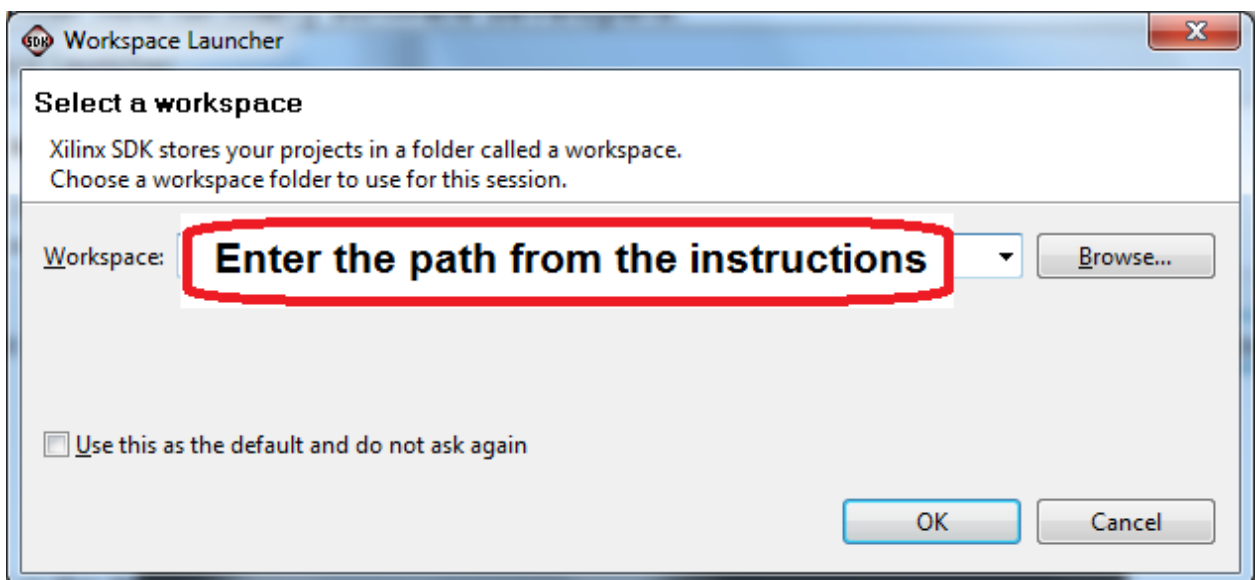 SDK Workspace Launcher
Select a workspace
Xilinx SDK stores your projects in a folder called a workspace.
Choose a workspace folder to use for this session.
Workspace: Enter the path from the instructions Browse...
Use this as the default and do not ask again
OK Cancel